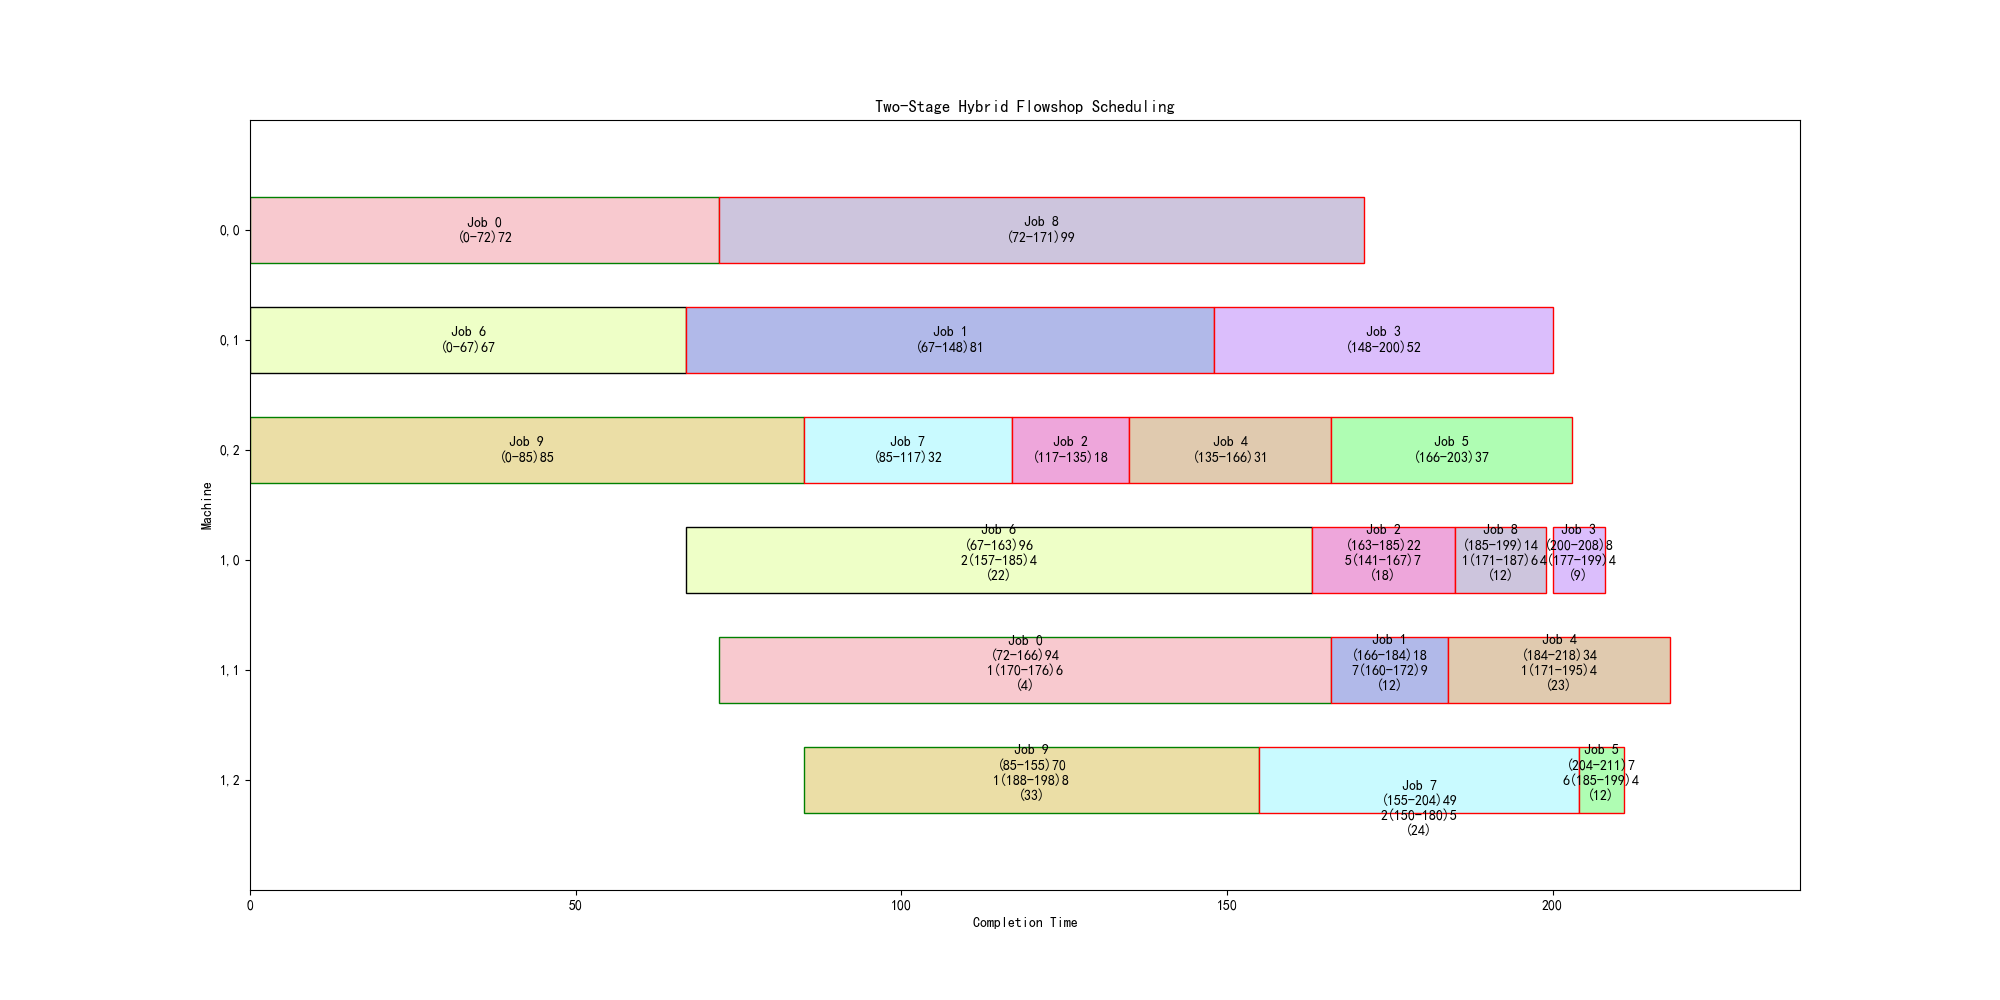 Two-Stage Hybrid Flowshop Scheduling
0,0
Job 0
(0-72)72
Job 8
(72-171)99
0,1
Job 6
(0-67)67
Job 1
(67-148)81
Job 3
(148-200)52
0,2
Job 9
(0-85)85
Job 7
(85-117)32
Job 2
(117-135)18
Job 4
(135-166)31
Job 5
(166-203)37
Machine
1,0
Job 6
(67-163)96
2(157-185)4
(22)
Job 2
(163-185)22
5(141-167)7
(18)
Job 8
(185-199)14
1(171-187)6
(12)
Job 3
(200-208)8
4(177-199)4
(9)
1,1
Job 0
(72-166)94
1(170-176)6
(4)
Job 1
(166-184)18
7(160-172)9
(12)
Job 4
(184-218)34
1(171-195)4
(23)
1,2
Job 9
(85-155)70
1(188-198)8
(33)
Job 7
(155-204)49
2(150-180)5
(24)
Job 5
(204-211)7
6(185-199)4
(12)
0
50
100
150
200
Completion Time